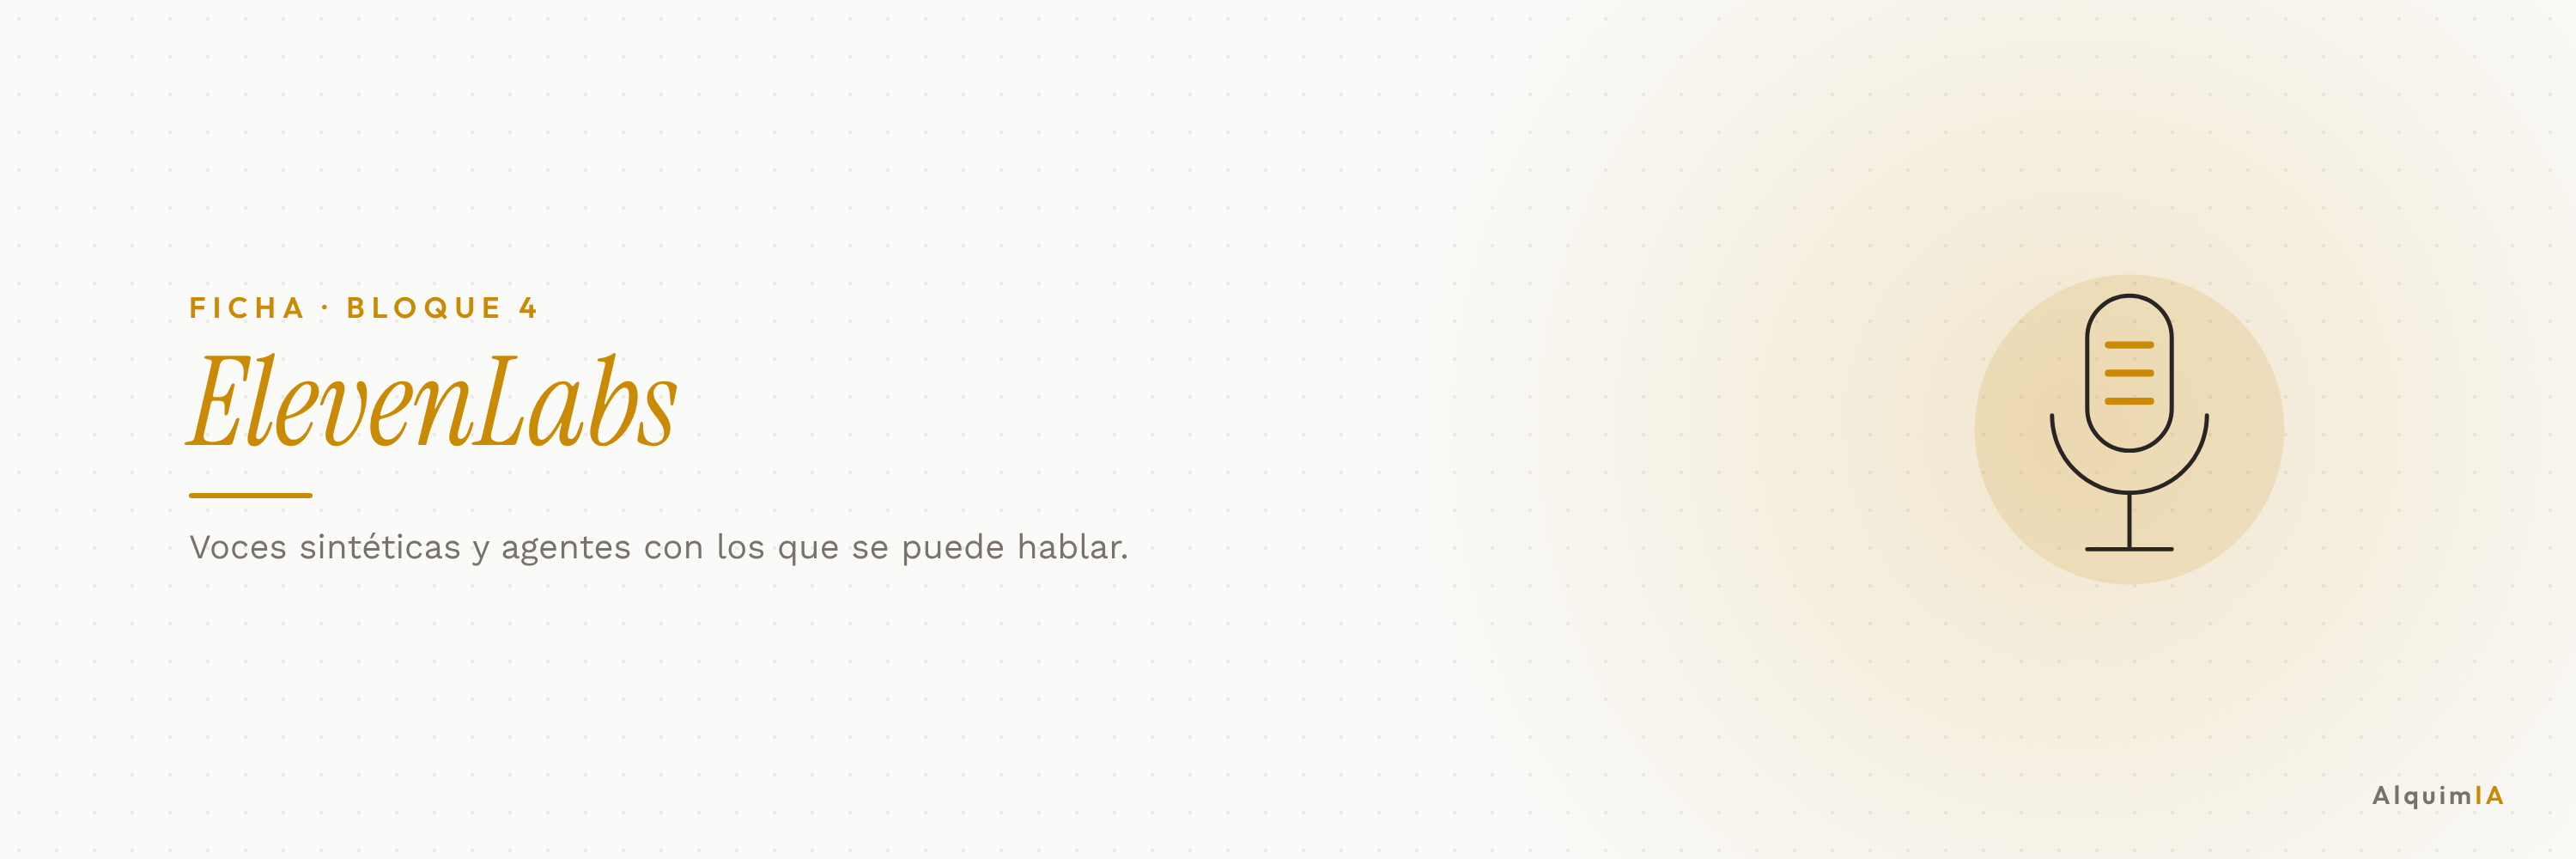 FICHA · BLOQUE 4
ElevenLabs
Voces sintéticas y agentes con los que se puede hablar.
AlquimIA